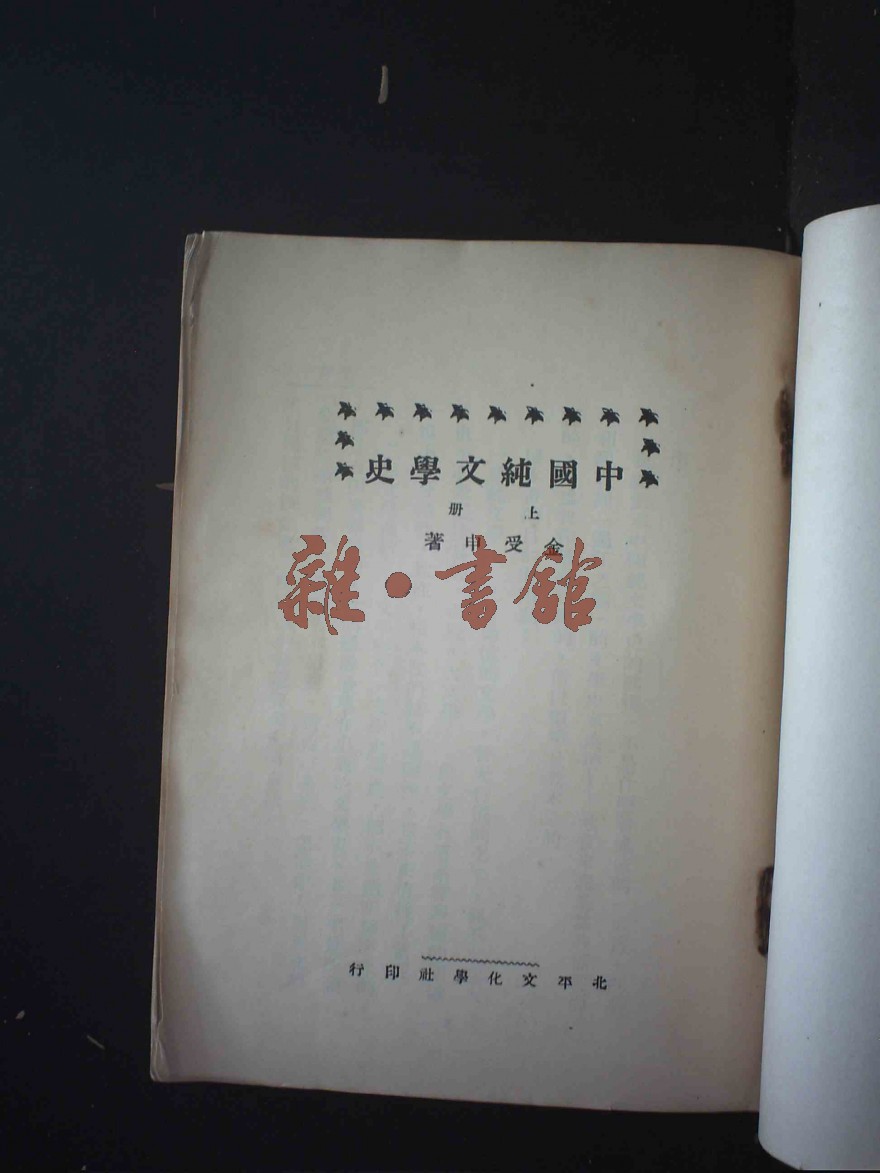 中國純文學史
上册
金受申著
雜·書館
北平文化學社印行